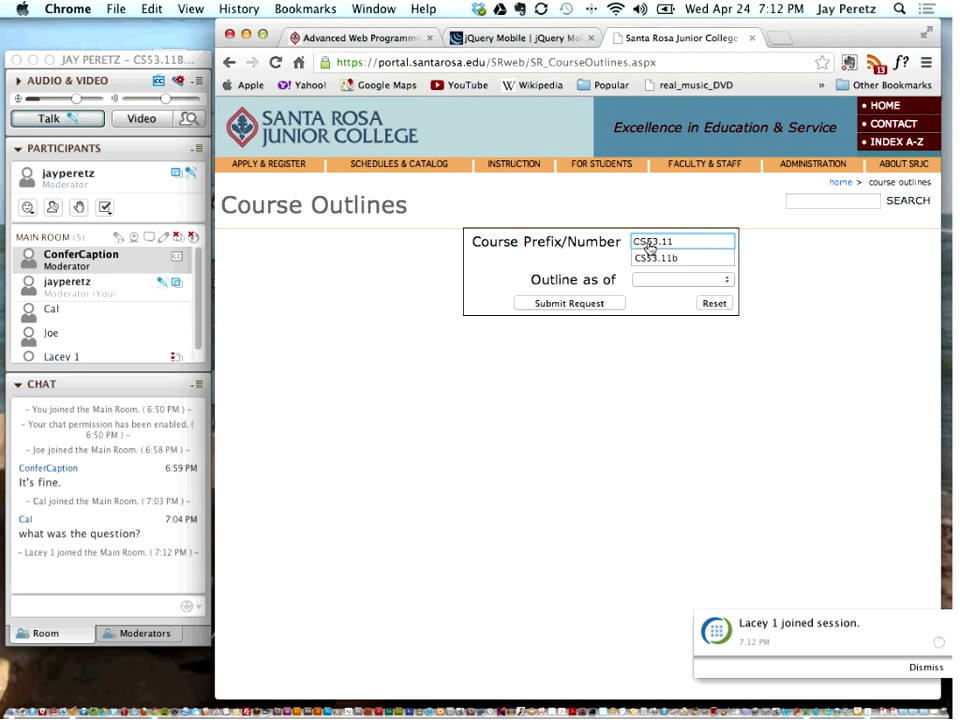 Chrome File Edit View History Bookmarks Window Help Wed Apr 24 7:12 PM Jay Peretz
JAY PERETZ – CS53.11B...
AUDIO & VIDEO
Talk Video
PARTICIPANTS
jayperetz
Moderator
MAIN ROOM (5)
ConferCaption
Moderator
jayperetz
Moderator (You)
Cal
Joe
Lacey 1
CHAT
– You joined the Main Room. ( 6:50 PM ) –
– Your chat permission has been enabled. (
6:50 PM ) –
– Joe joined the Main Room. ( 6:58 PM ) –
ConferCaption 6:59 PM
It's fine.
– Cal joined the Main Room. ( 7:03 PM ) –
Cal 7:04 PM
what was the question?
– Lacey 1 joined the Main Room. ( 7:12 PM ) –
Room Moderators
Advanced Web Programmi
jQuery Mobile | jQuery Mo
Santa Rosa Junior College
https://portal.santarosa.edu/SRweb/SR_CourseOutlines.aspx
13
f?
Apple Yahoo! Google Maps YouTube Wikipedia Popular real_music_DVD » Other Bookmarks
SANTA ROSA
JUNIOR COLLEGE
Excellence in Education & Service
• HOME
• CONTACT
• INDEX A-Z
APPLY & REGISTER SCHEDULES & CATALOG INSTRUCTION FOR STUDENTS FACULTY & STAFF ADMINISTRATION ABOUT SRJC
home > course outlines
SEARCH
Course Outlines
Course Prefix/Number CS53.11
CS53.11b
Outline as of
Submit Request Reset
Lacey 1 joined session.
7:12 PM
Dismiss